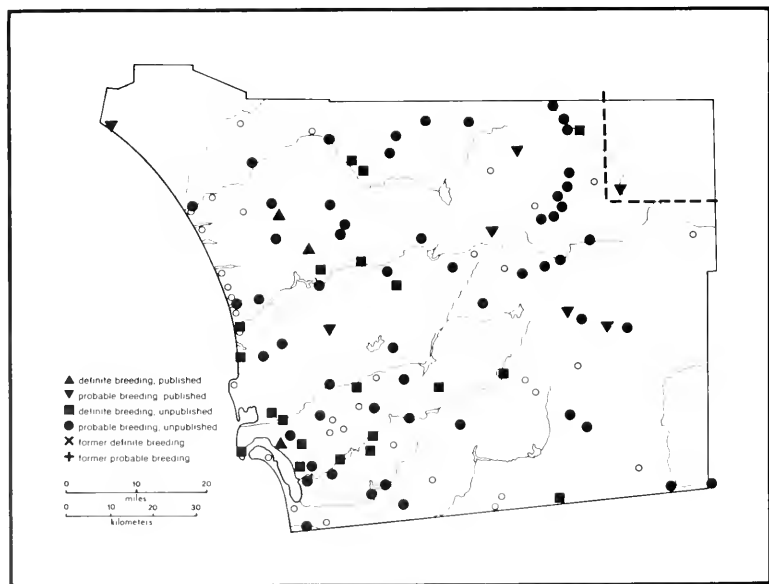 ▲ definite breeding, published
▼ probable breeding published
■ definite breeding, unpublished
● probable breeding, unpublished
✕ former definite breeding
+ former probable breeding
0 10 20
miles
0 10 20 30
kilometers